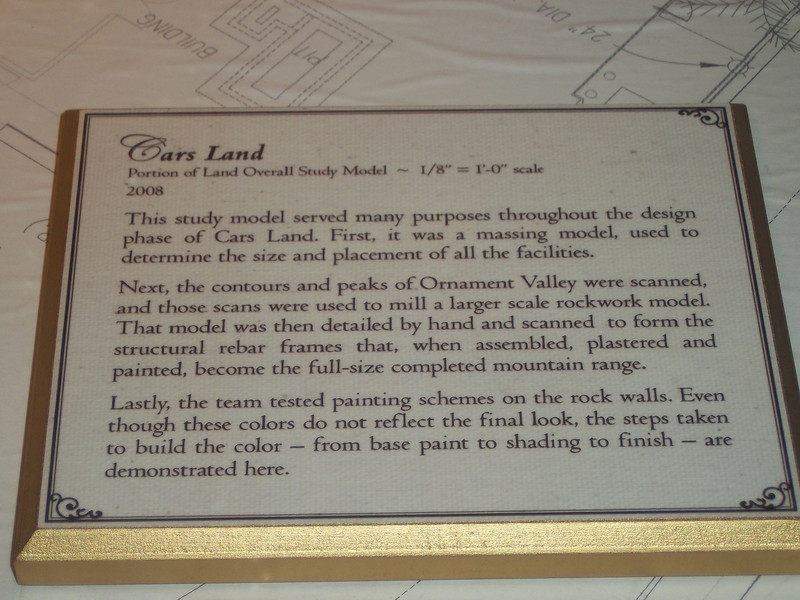 BUILDING
PIT
24" DIA.
Cars Land
Portion of Land Overall Study Model ~ 1/8" = 1'-0" scale
2008
This study model served many purposes throughout the design
phase of Cars Land. First, it was a massing model, used to
determine the size and placement of all the facilities.
Next, the contours and peaks of Ornament Valley were scanned,
and those scans were used to mill a larger scale rockwork model.
That model was then detailed by hand and scanned to form the
structural rebar frames that, when assembled, plastered and
painted, become the full-size completed mountain range.
Lastly, the team tested painting schemes on the rock walls. Even
though these colors do not reflect the final look, the steps taken
to build the color – from base paint to shading to finish – are
demonstrated here.